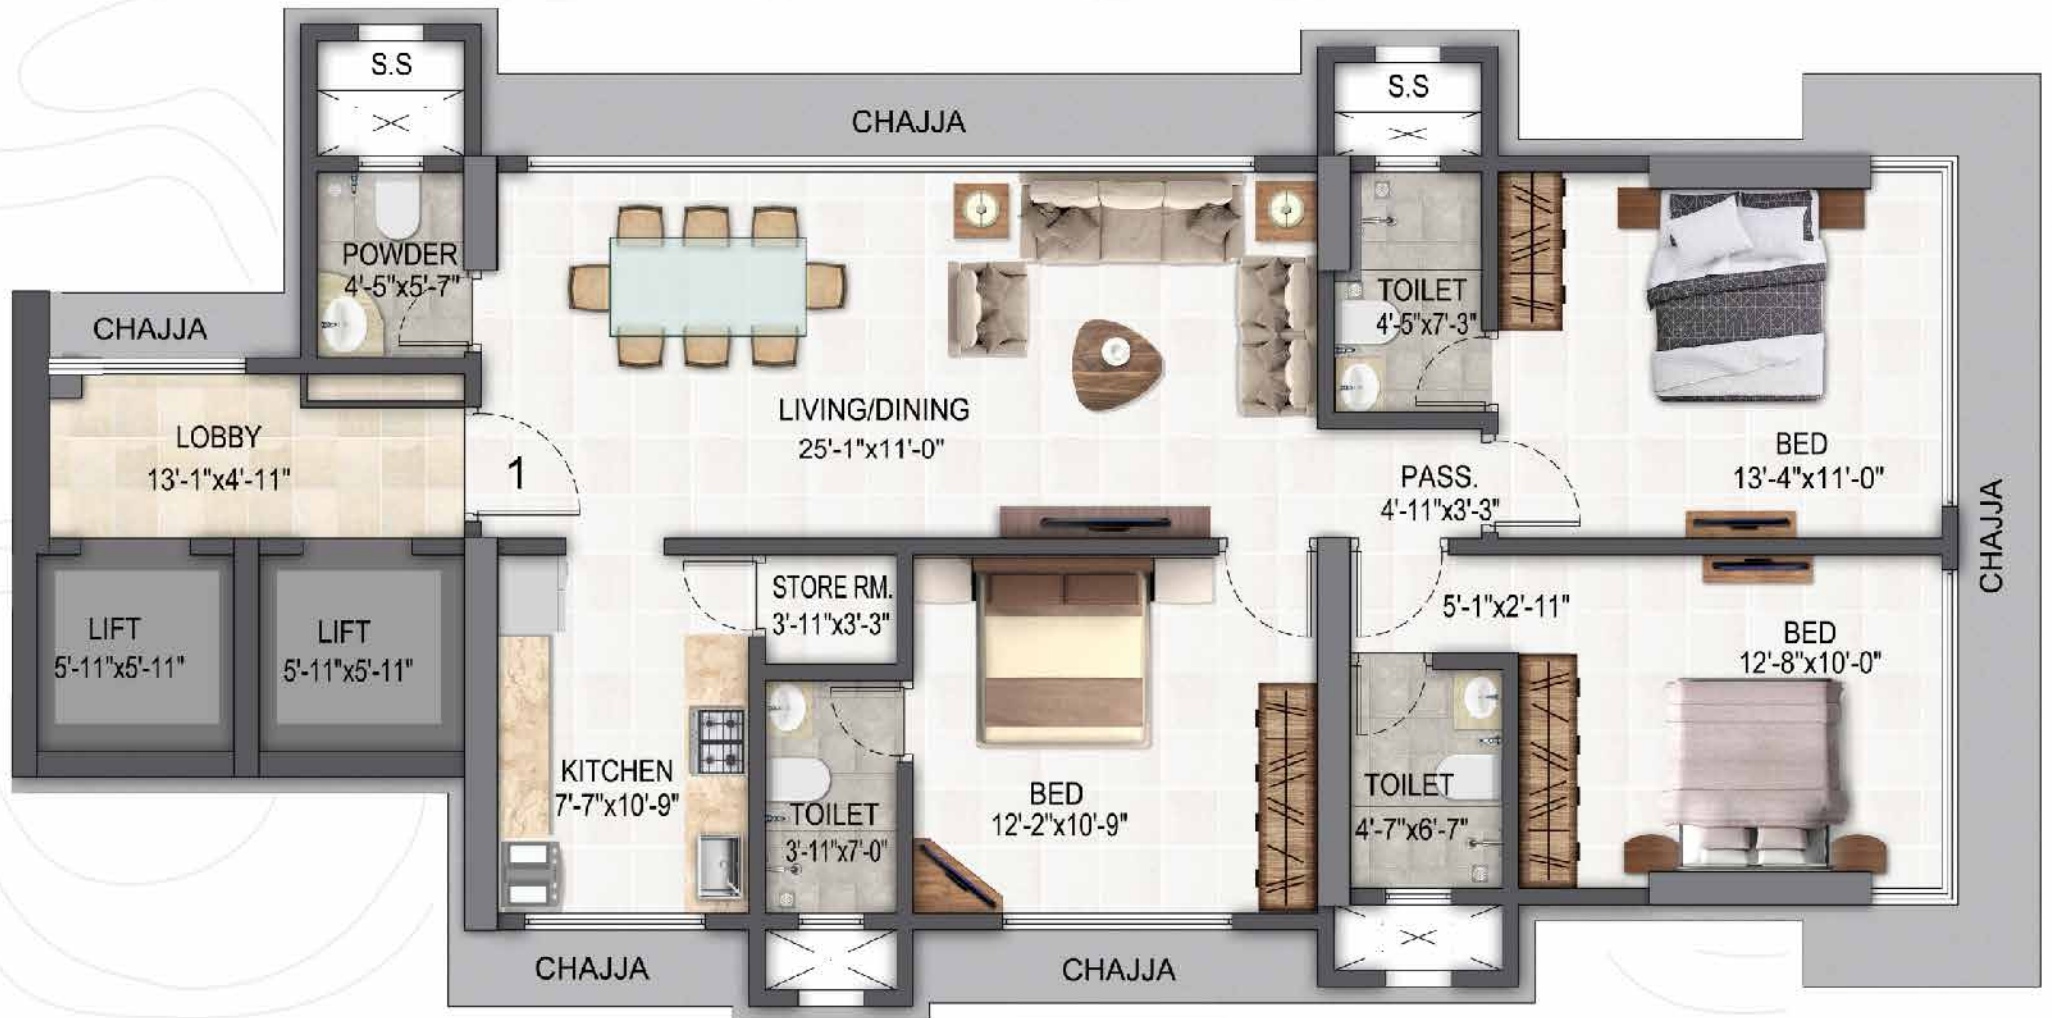 S.S
S.S
CHAJJA
POWDER
4'-5"x5'-7"
CHAJJA
TOILET
4'-5"x7'-3"
LIVING/DINING
25'-1"x11'-0"
LOBBY
13'-1"x4'-11"
1
BED
13'-4"x11'-0"
PASS.
4'-11"x3'-3"
CHAJJA
STORE RM.
3'-11"x3'-3"
5'-1"x2'-11"
LIFT
5'-11"x5'-11"
LIFT
5'-11"x5'-11"
BED
12'-8"x10'-0"
KITCHEN
7'-7"x10'-9"
TOILET
3'-11"x7'-0"
BED
12'-2"x10'-9"
TOILET
4'-7"x6'-7"
CHAJJA
CHAJJA